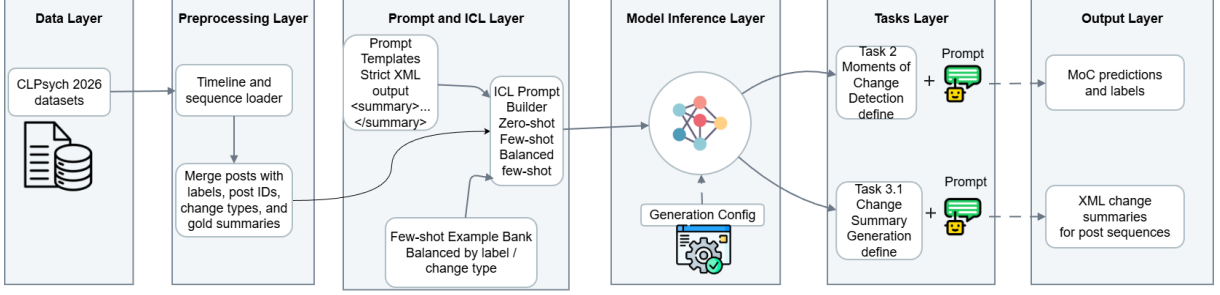 Data Layer
CLPsych 2026
datasets
Preprocessing Layer
Timeline and
sequence loader
Merge posts with
labels, post IDs,
change types, and
gold summaries
Prompt and ICL Layer
Prompt
Templates
Strict XML
output
<summary>...
</summary>
ICL Prompt
Builder
Zero-shot
Few-shot
Balanced
few-shot
Few-shot Example Bank
Balanced by label /
change type
Model Inference Layer
Generation Config
Tasks Layer
Task 2
Moments of
Change
Detection
define
+
Prompt
Task 3.1
Change
Summary
Generation
define
+
Prompt
Output Layer
MoC predictions
and labels
XML change
summaries
for post sequences